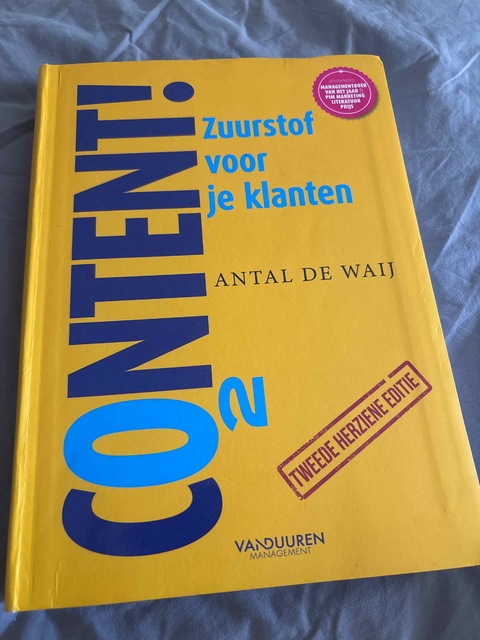 MANAGEMENTBOEK
VAN HET JAAR
PIM MARKETING
LITERATUUR
PRIJS
CONTENT!
2
Zuurstof
voor
je klanten
ANTAL DE WAIJ
TWEEDE HERZIENE EDITIE
VANDUUREN
MANAGEMENT